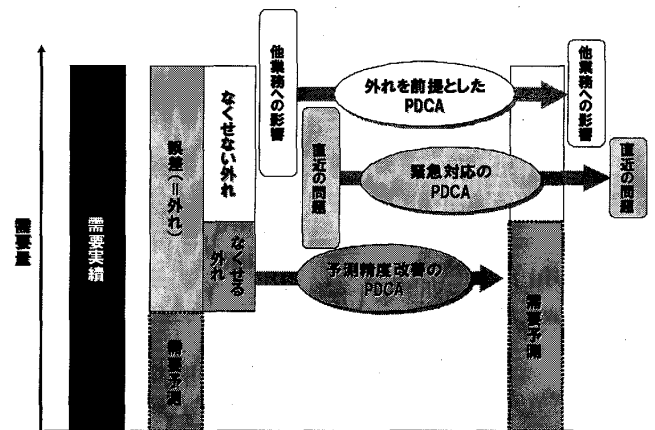 需要量
需要実績
誤差(=外れ)
需要予測
なくせない外れ
なくせる
外れ
他業務への影響
直近の問題
外れを前提とした
PDCA
緊急対応の
PDCA
予測精度改善の
PDCA
需要予測
他業務への影響
直近の問題